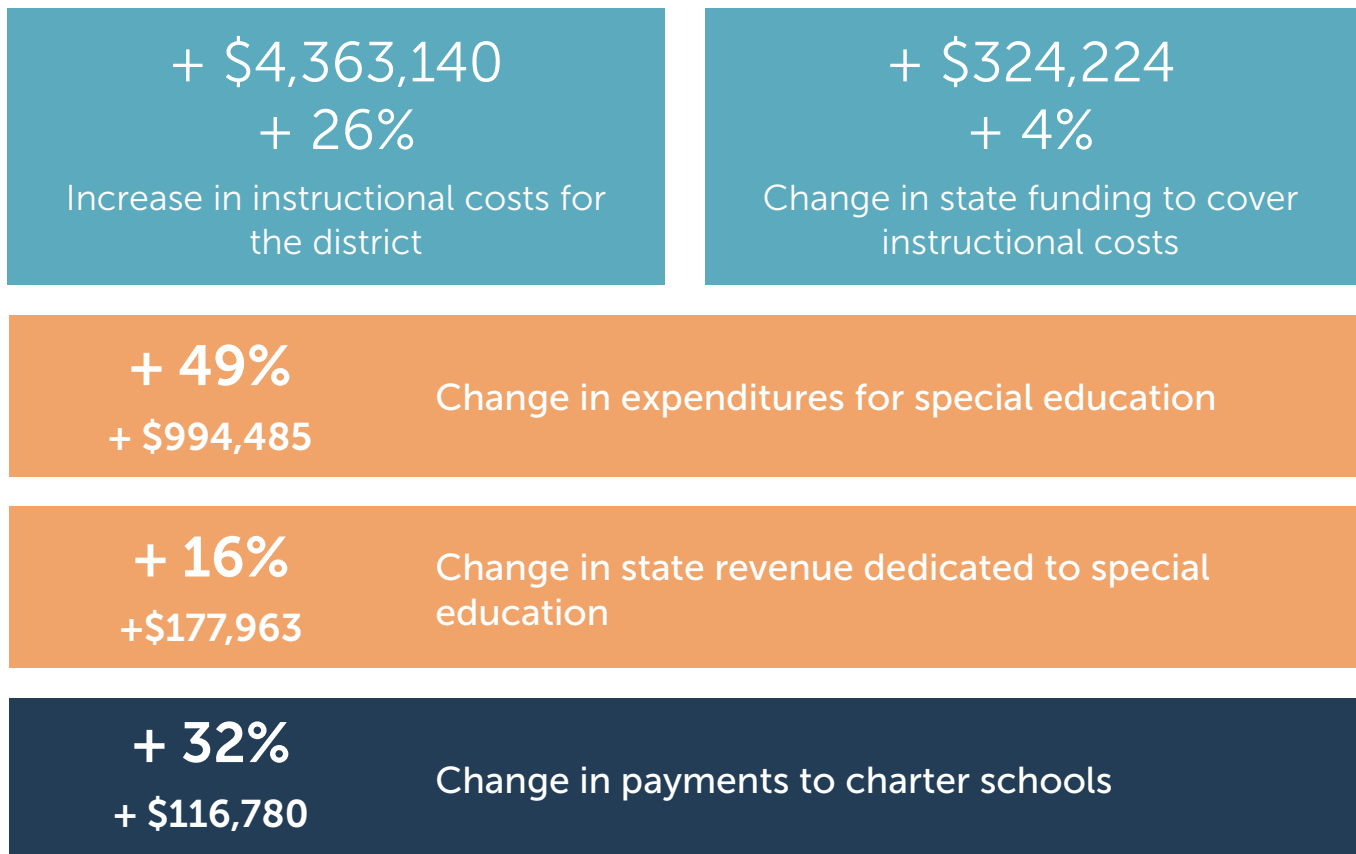 + $4,363,140
+ 26%
Increase in instructional costs for
the district
+ $324,224
+ 4%
Change in state funding to cover
instructional costs
+ 49%
+ $994,485
Change in expenditures for special education
+ 16%
+$177,963
Change in state revenue dedicated to special
education
+ 32%
+ $116,780
Change in payments to charter schools